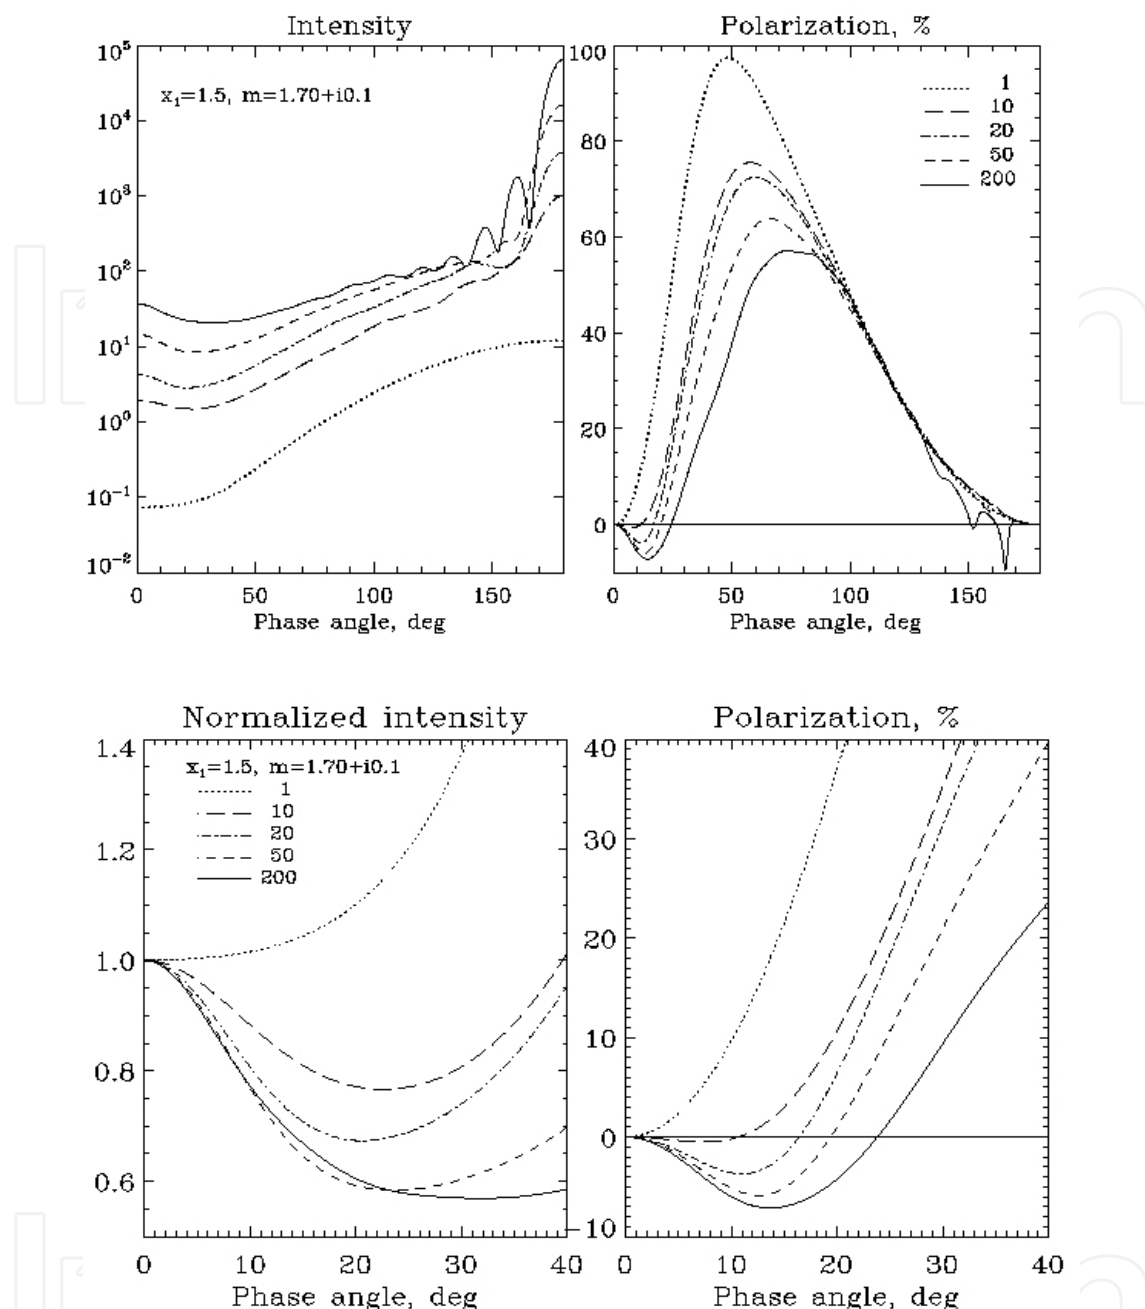 Intensity
Polarization, %
10⁵
10⁴
10³
10²
10¹
10⁰
10⁻¹
10⁻²
x₁=1.5, m=1.70+i0.1
0 50 100 150
Phase angle, deg
100
80
60
40
20
0
1
10
20
50
200
0 50 100 150
Phase angle, deg
Normalized intensity
Polarization, %
1.4
1.2
1.0
0.8
0.6
x₁=1.5, m=1.70+i0.1
1
10
20
50
200
0 10 20 30 40
Phase angle, deg
40
30
20
10
0
-10
0 10 20 30 40
Phase angle, deg